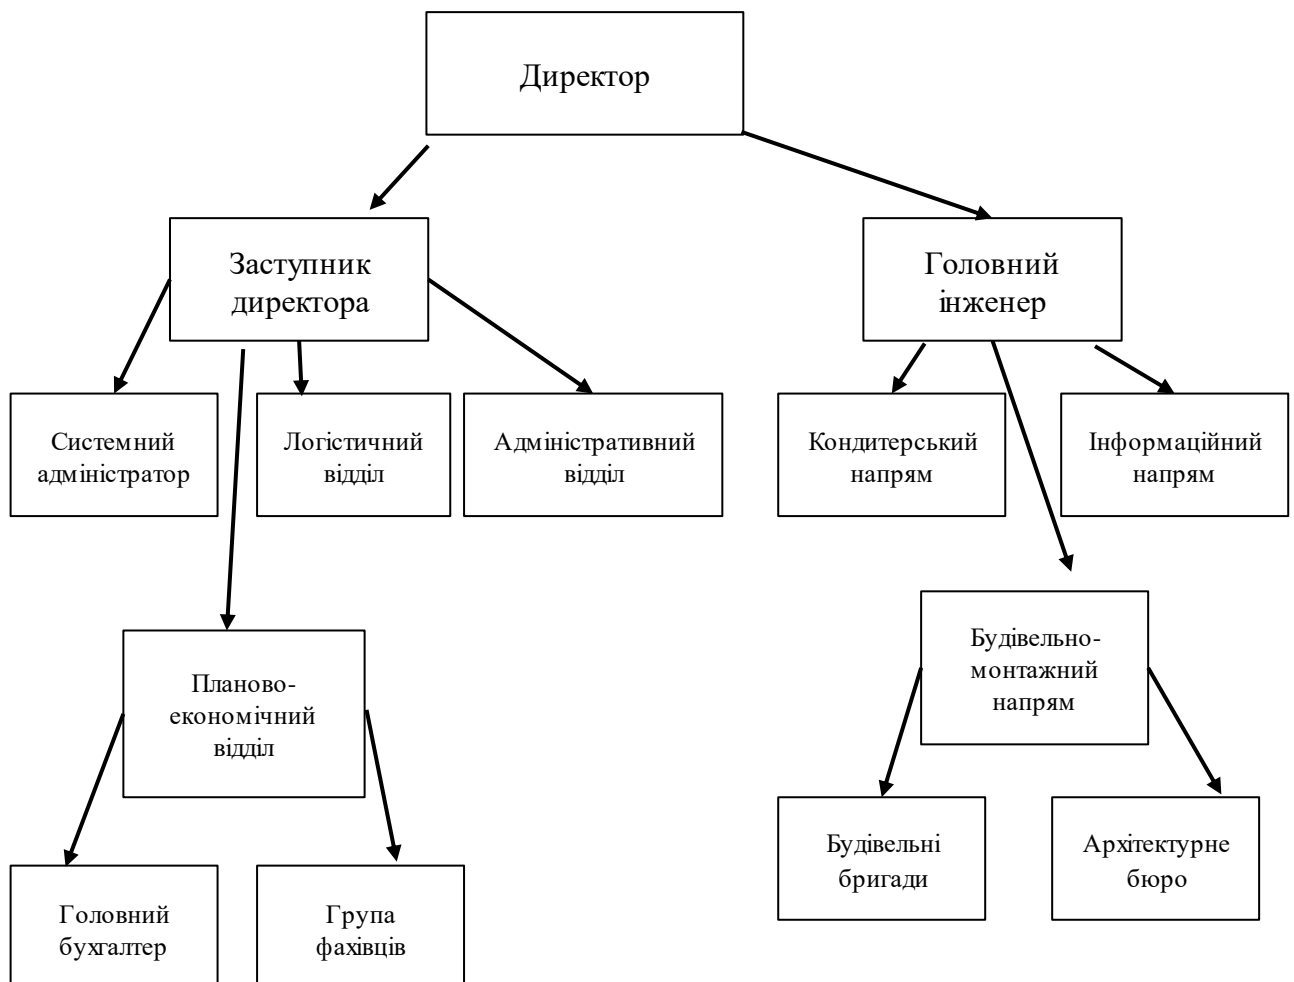 Директор
Заступник
директора
Головний
інженер
Системний
адміністратор
Логістичний
відділ
Адміністративний
відділ
Кондитерський
напрям
Інформаційний
напрям
Будівельно-
монтажний
напрям
Планово-
економічний
відділ
Будівельні
бригади
Архітектурне
бюро
Головний
бухгалтер
Група
фахівців